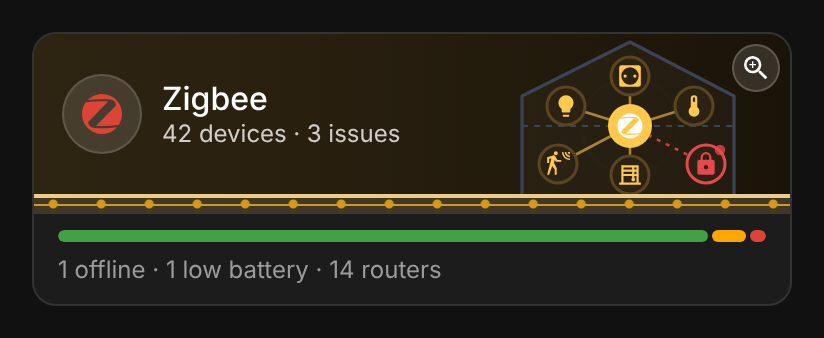 Zigbee
42 devices · 3 issues
1 offline · 1 low battery · 14 routers